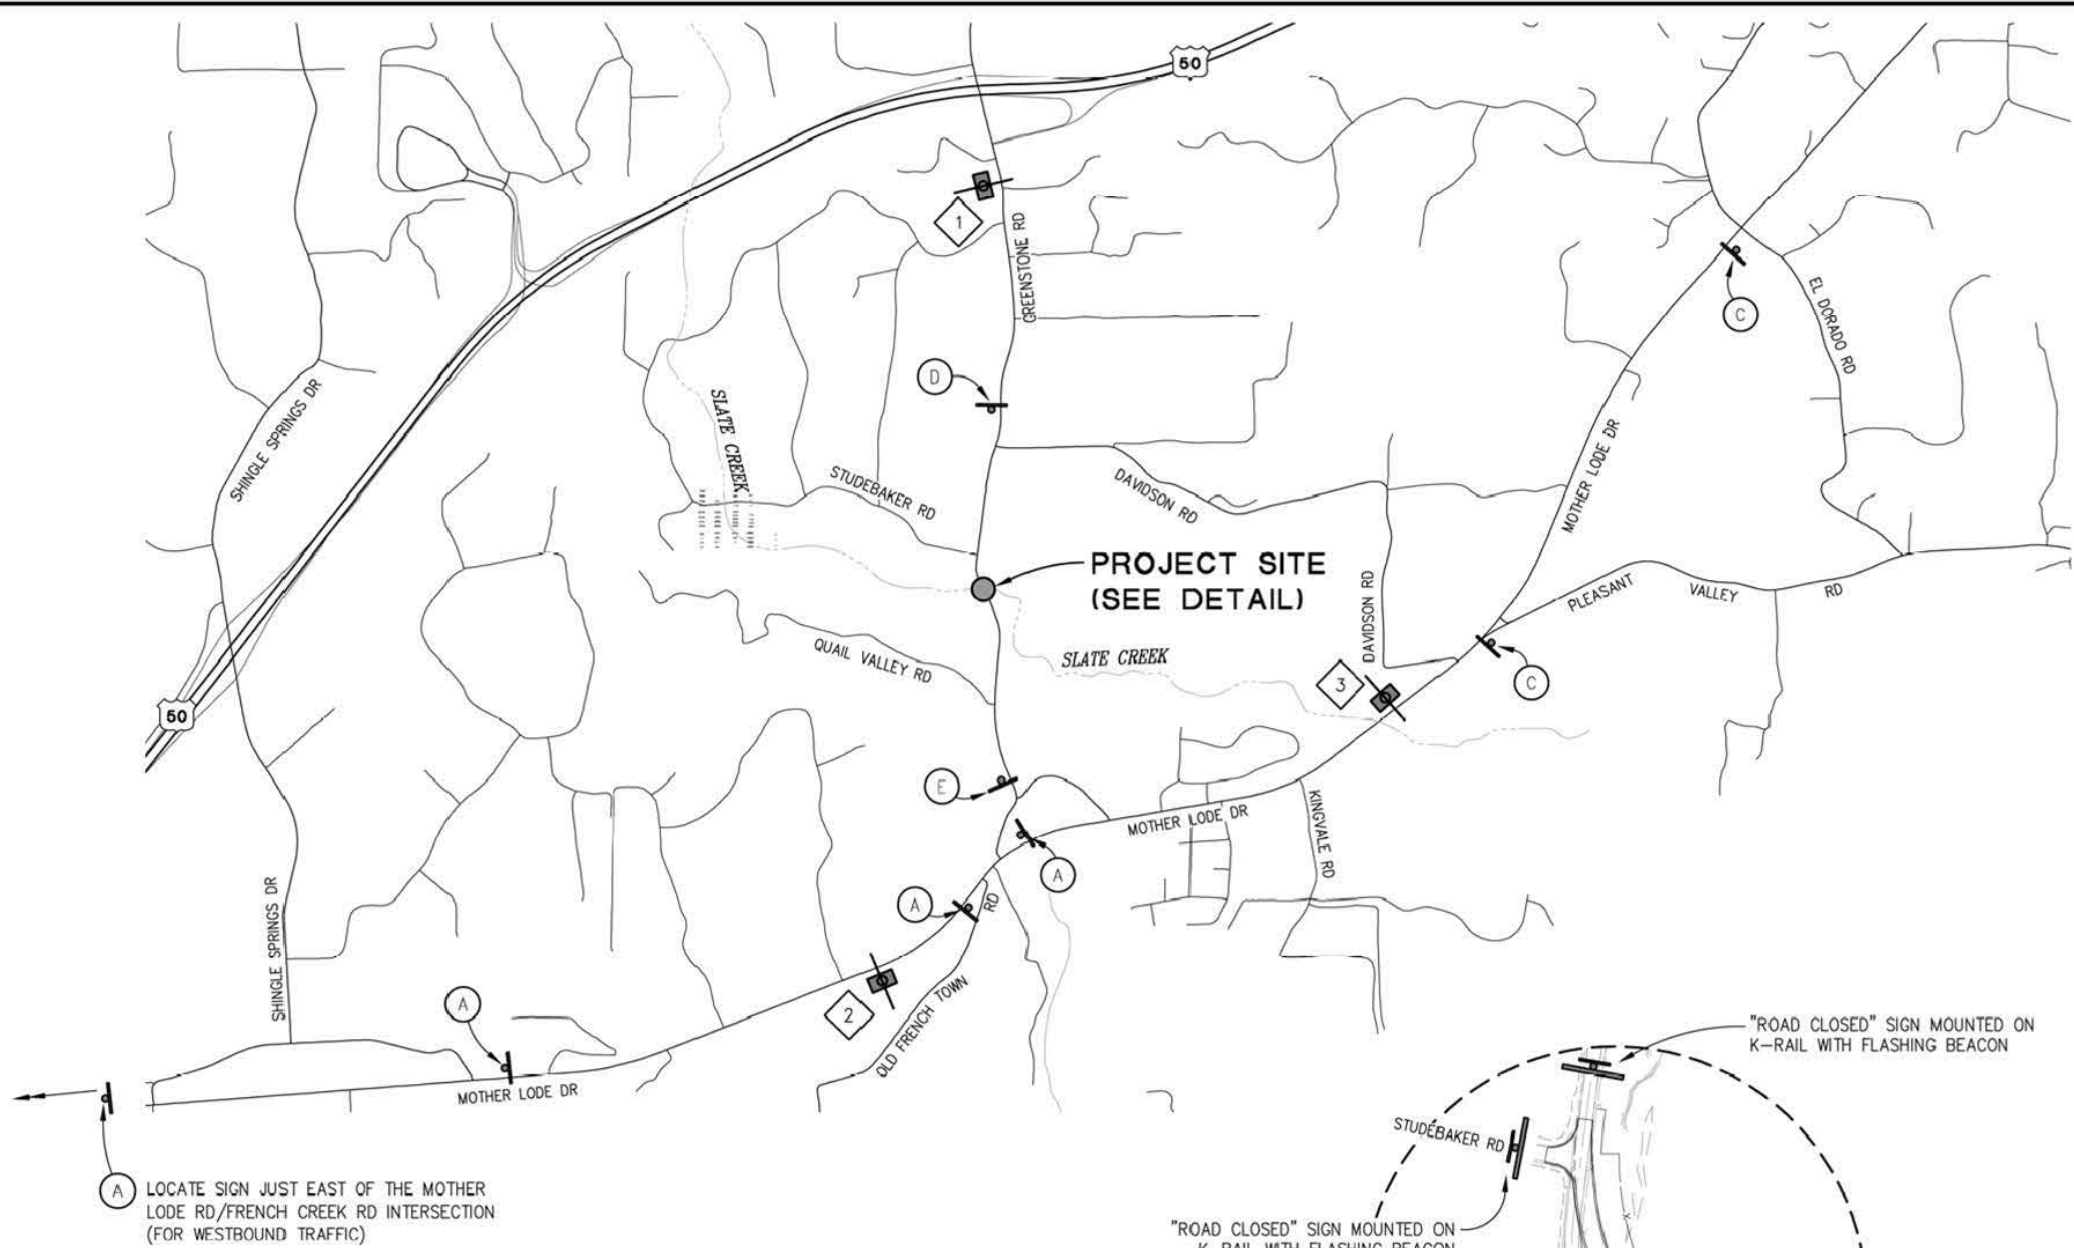 50
1
GREENSTONE RD
C
EL DORADO RD
D
SHINGLE SPRINGS DR
SLATE CREEK
STUDEBAKER RD
DAVIDSON RD
MOTHER LODE DR
PROJECT SITE
(SEE DETAIL)
DAVIDSON RD
PLEASANT VALLEY RD
QUAIL VALLEY RD
SLATE CREEK
3
C
50
E
MOTHER LODE DR
KINGVALE RD
A
A
SHINGLE SPRINGS DR
2
OLD FRENCH TOWN RD
A
MOTHER LODE DR
"ROAD CLOSED" SIGN MOUNTED ON
K-RAIL WITH FLASHING BEACON
STUDEBAKER RD
A
LOCATE SIGN JUST EAST OF THE MOTHER
LODE RD/FRENCH CREEK RD INTERSECTION
(FOR WESTBOUND TRAFFIC)
"ROAD CLOSED" SIGN MOUNTED ON
K-RAIL WITH FLASHING BEACON